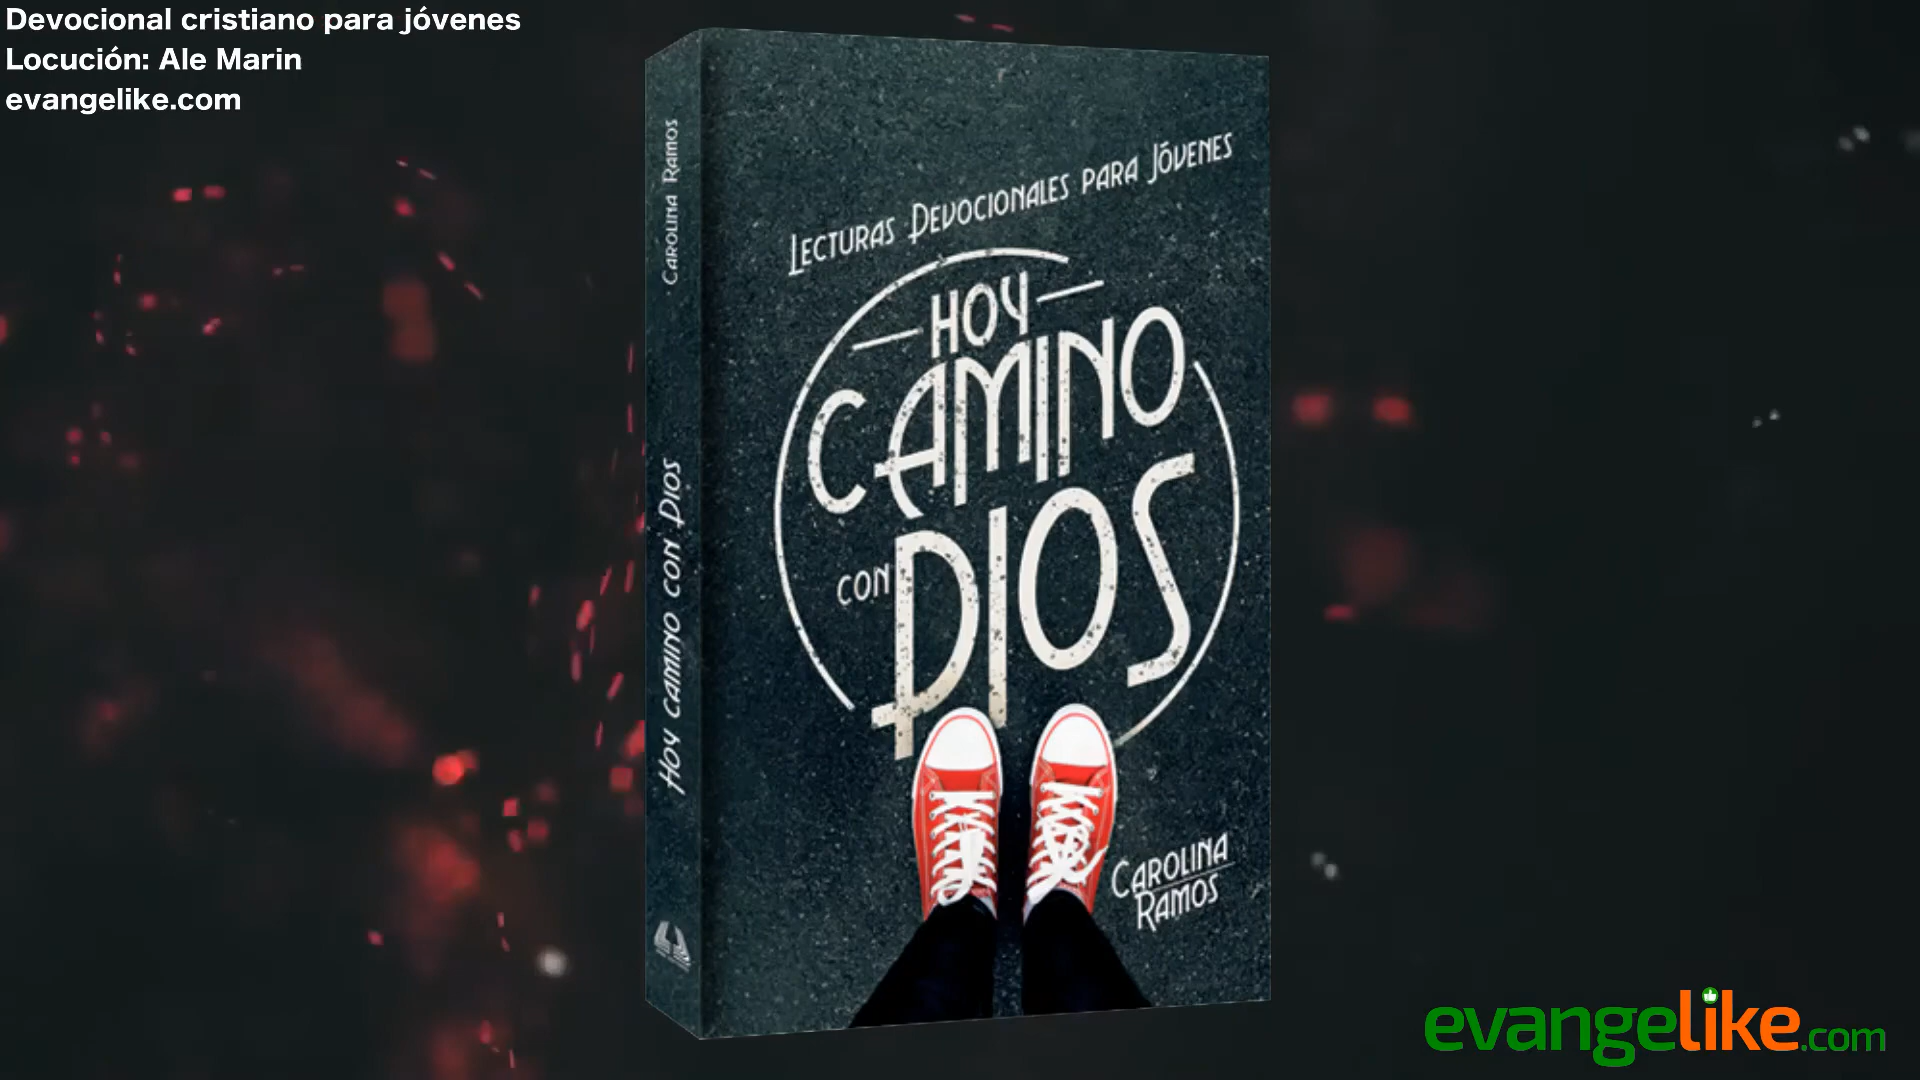 Devocional cristiano para jóvenes
Locución: Ale Marin
evangelike.com
Carolina Ramos
Hoy camino con Dios
Lecturas Devocionales para Jóvenes
Hoy
camino
con Dios
Carolina
Ramos
evangelike.com